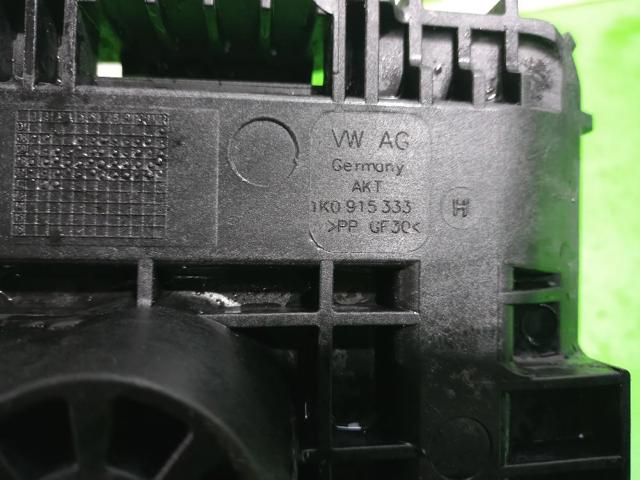 VW AG
Germany
AKT
1K0 915 333
>PP GF30<
H